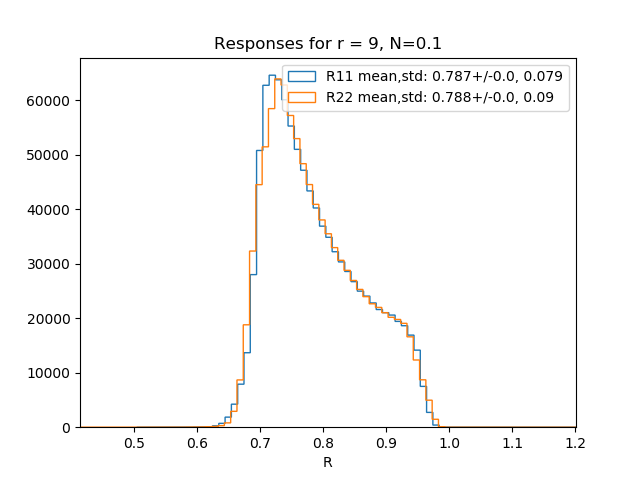 Responses for r = 9, N=0.1
R11 mean,std: 0.787+/-0.0, 0.079
R22 mean,std: 0.788+/-0.0, 0.09
60000
50000
40000
30000
20000
10000
0
0.5 0.6 0.7 0.8 0.9 1.0 1.1 1.2
R